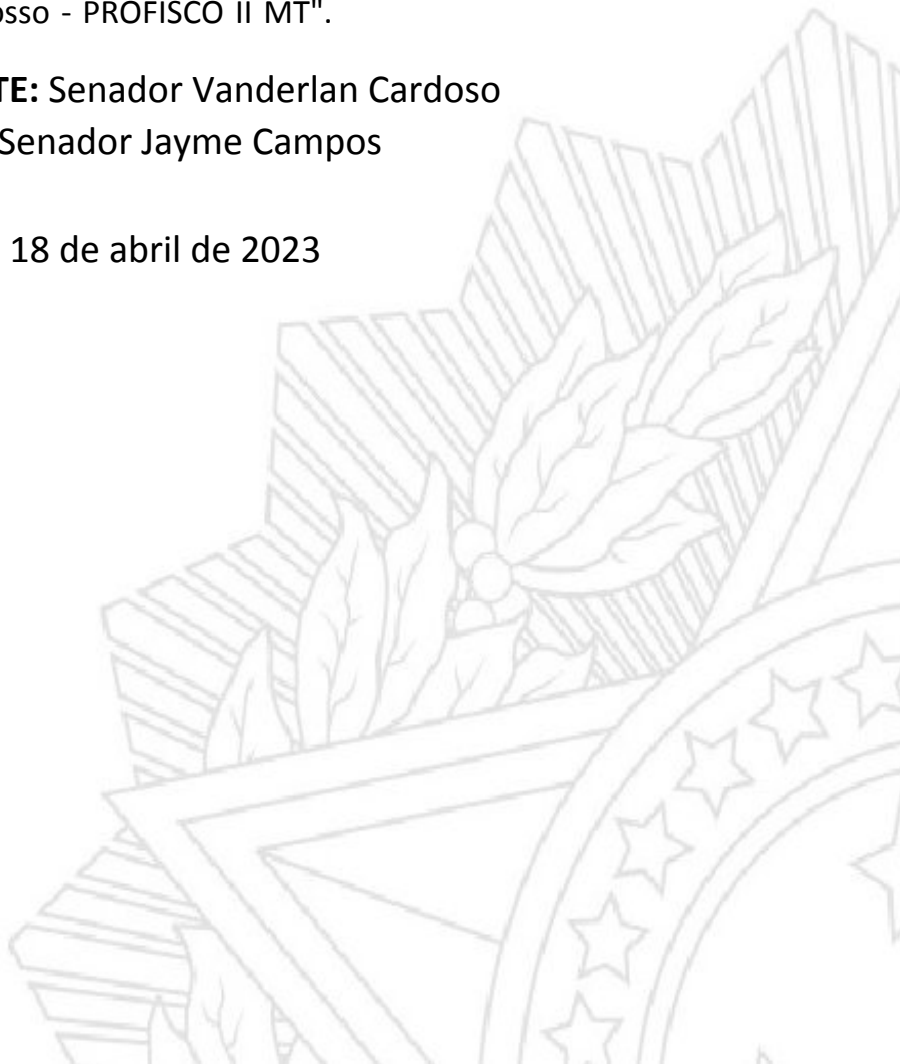 osso - PROFISCO II MT".
TE: Senador Vanderlan Cardoso
Senador Jayme Campos
18 de abril de 2023